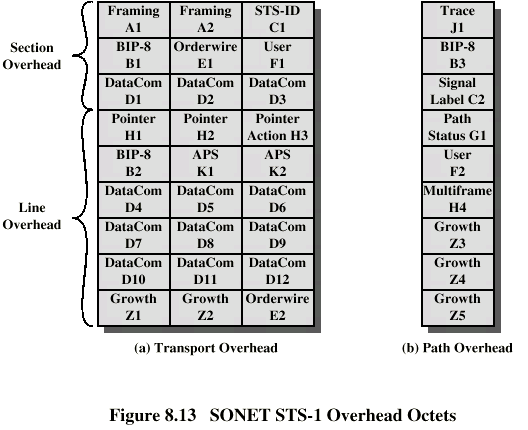 Framing Framing STS-ID
A1 A2 C1
BIP-8 Orderwire User
B1 E1 F1
DataCom DataCom DataCom
D1 D2 D3
Section
Overhead
Pointer Pointer Pointer
H1 H2 Action H3
BIP-8 APS APS
B2 K1 K2
DataCom DataCom DataCom
D4 D5 D6
DataCom DataCom DataCom
D7 D8 D9
DataCom DataCom DataCom
D10 D11 D12
Growth Growth Orderwire
Z1 Z2 E2
Line
Overhead
(a) Transport Overhead
Trace
J1
BIP-8
B3
Signal
Label C2
Path
Status G1
User
F2
Multiframe
H4
Growth
Z3
Growth
Z4
Growth
Z5
(b) Path Overhead
Figure 8.13 SONET STS-1 Overhead Octets